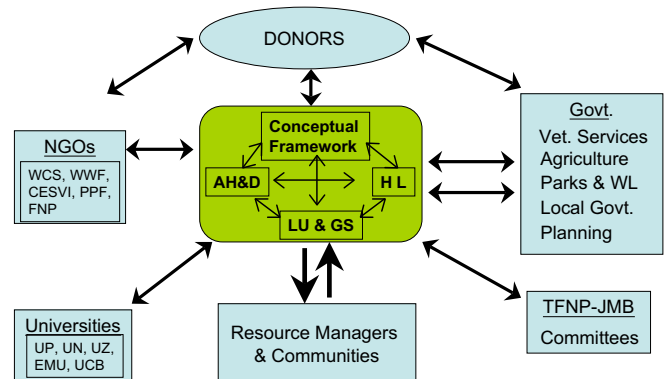 DONORS
NGOs
WCS, WWF,
CESVI, PPF,
FNP
Conceptual
Framework
AH&D
H L
LU & GS
Govt.
Vet. Services
Agriculture
Parks & WL
Local Govt.
Planning
Universities
UP, UN, UZ,
EMU, UCB
Resource Managers
& Communities
TFNP-JMB
Committees